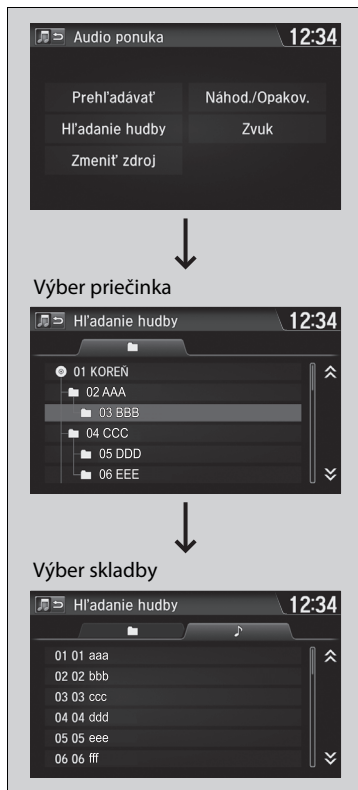 Audio ponuka 12:34
Prehľadávať Náhod./Opakov.
Hľadanie hudby Zvuk
Zmeniť zdroj
Výber priečinka
Hľadanie hudby 12:34
01 KOREŇ
02 AAA
03 BBB
04 CCC
05 DDD
06 EEE
Výber skladby
Hľadanie hudby 12:34
01 01 aaa
02 02 bbb
03 03 ccc
04 04 ddd
05 05 eee
06 06 fff